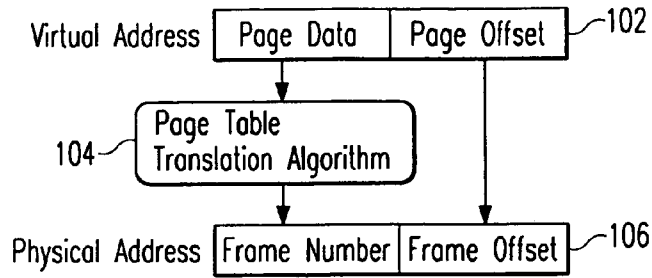 Virtual Address Page Data Page Offset 102
104 Page Table
Translation Algorithm
Physical Address Frame Number Frame Offset 106